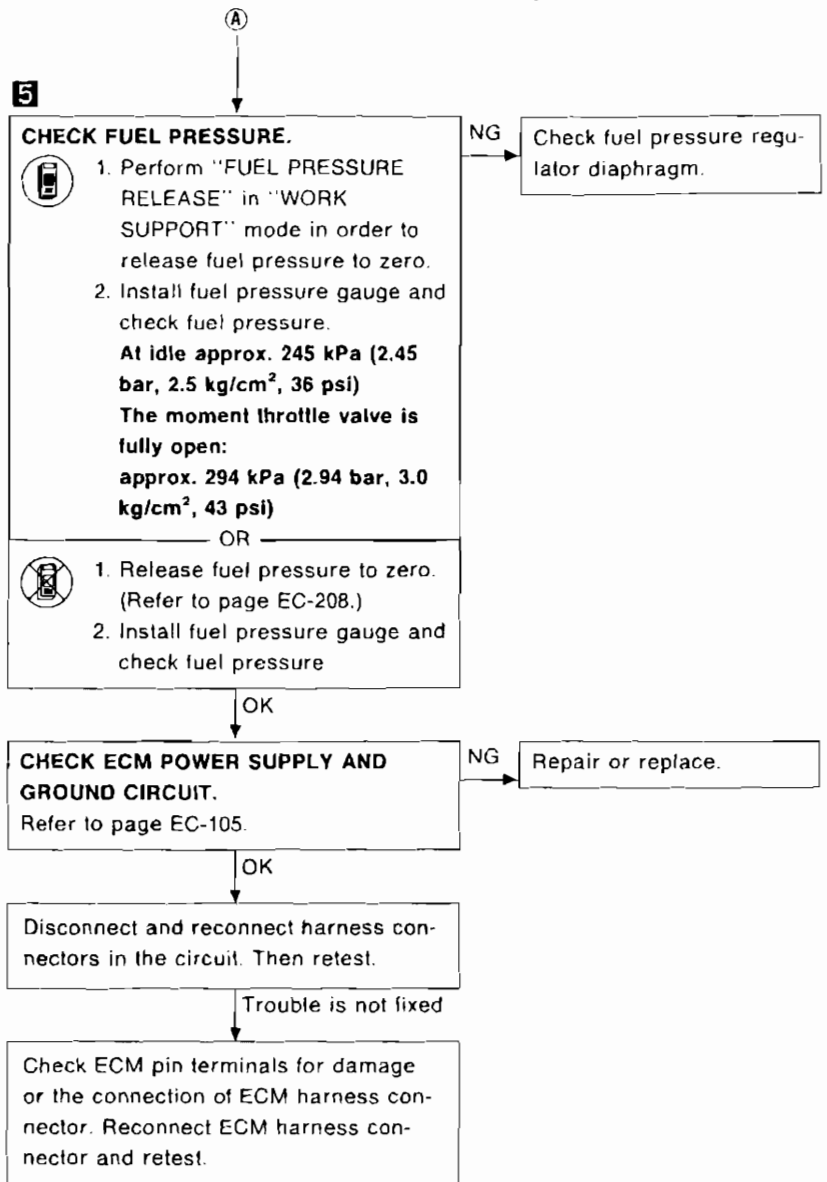 Ⓐ
5
CHECK FUEL PRESSURE.
1. Perform "FUEL PRESSURE
RELEASE" in "WORK
SUPPORT" mode in order to
release fuel pressure to zero.
2. Install fuel pressure gauge and
check fuel pressure.
At idle approx. 245 kPa (2.45
bar, 2.5 kg/cm², 36 psi)
The moment throttle valve is
fully open:
approx. 294 kPa (2.94 bar, 3.0
kg/cm², 43 psi)
OR
1. Release fuel pressure to zero.
(Refer to page EC-208.)
2. Install fuel pressure gauge and
check fuel pressure
NG
Check fuel pressure regu-
lator diaphragm.
OK
CHECK ECM POWER SUPPLY AND
GROUND CIRCUIT.
Refer to page EC-105.
NG
Repair or replace.
OK
Disconnect and reconnect harness con-
nectors in the circuit. Then retest.
Trouble is not fixed
Check ECM pin terminals for damage
or the connection of ECM harness con-
nector. Reconnect ECM harness con-
nector and retest.